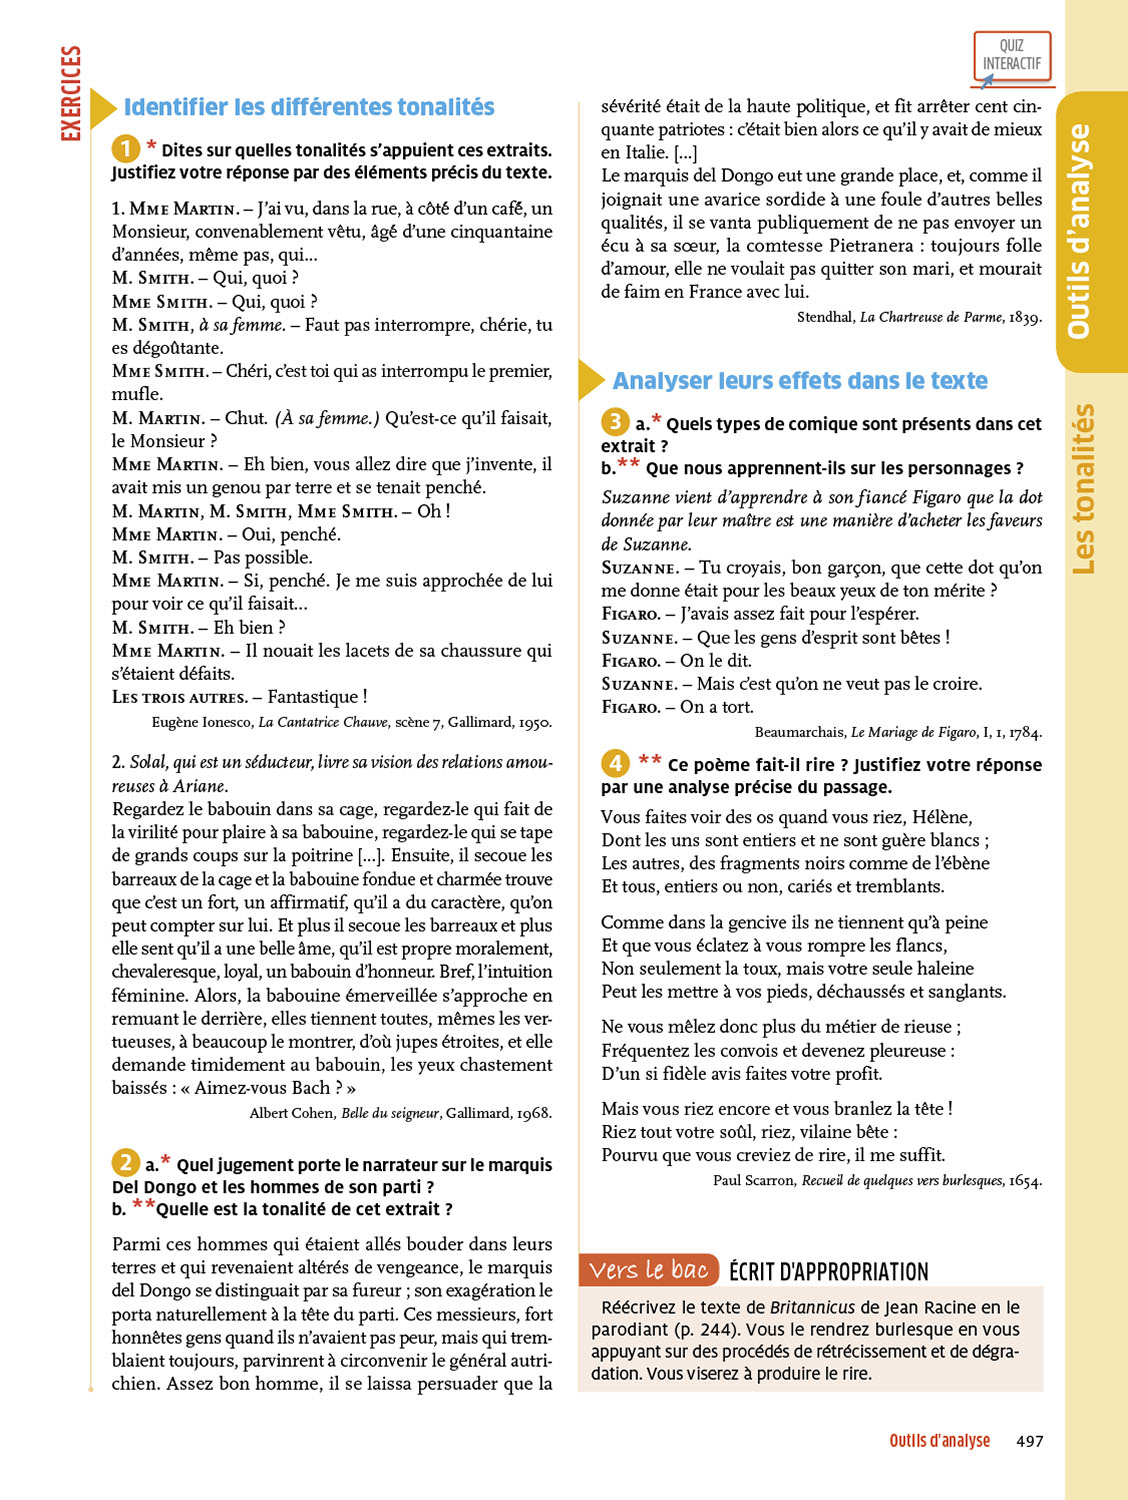 EXERCICES
QUIZ
INTERACTIF
Identifier les différentes tonalités
1 * Dites sur quelles tonalités s'appuient ces extraits.
Justifiez votre réponse par des éléments précis du texte.
1. MME MARTIN. – J'ai vu, dans la rue, à côté d'un café, un
Monsieur, convenablement vêtu, âgé d'une cinquantaine
d'années, même pas, qui...
M. SMITH. – Qui, quoi ?
MME SMITH. – Qui, quoi ?
M. SMITH, à sa femme. – Faut pas interrompre, chérie, tu
es dégoûtante.
MME SMITH. – Chéri, c'est toi qui as interrompu le premier,
mufle.
M. MARTIN. – Chut. (À sa femme.) Qu'est-ce qu'il faisait,
le Monsieur ?
MME MARTIN. – Eh bien, vous allez dire que j'invente, il
avait mis un genou par terre et se tenait penché.
M. MARTIN, M. SMITH, MME SMITH. – Oh !
MME MARTIN. – Oui, penché.
M. SMITH. – Pas possible.
MME MARTIN. – Si, penché. Je me suis approchée de lui
pour voir ce qu'il faisait...
M. SMITH. – Eh bien ?
MME MARTIN. – Il nouait les lacets de sa chaussure qui
s'étaient défaits.
LES TROIS AUTRES. – Fantastique !
Eugène Ionesco, La Cantatrice Chauve, scène 7, Gallimard, 1950.
2. Solal, qui est un séducteur, livre sa vision des relations amou-
reuses à Ariane.
Regardez le babouin dans sa cage, regardez-le qui fait de
la virilité pour plaire à sa babouine, regardez-le qui se tape
de grands coups sur la poitrine [...]. Ensuite, il secoue les
barreaux de la cage et la babouine fondue et charmée trouve
que c'est un fort, un affirmatif, qu'il a du caractère, qu'on
peut compter sur lui. Et plus il secoue les barreaux et plus
elle sent qu'il a une belle âme, qu'il est propre moralement,
chevaleresque, loyal, un babouin d'honneur. Bref, l'intuition
féminine. Alors, la babouine émerveillée s'approche en
remuant le derrière, elles tiennent toutes, mêmes les ver-
tueuses, à beaucoup le montrer, d'où jupes étroites, et elle
demande timidement au babouin, les yeux chastement
baissés : « Aimez-vous Bach ? »
Albert Cohen, Belle du seigneur, Gallimard, 1968.
2 a.* Quel jugement porte le narrateur sur le marquis
Del Dongo et les hommes de son parti ?
b. **Quelle est la tonalité de cet extrait ?
Parmi ces hommes qui étaient allés bouder dans leurs
terres et qui revenaient altérés de vengeance, le marquis
del Dongo se distinguait par sa fureur ; son exagération le
porta naturellement à la tête du parti. Ces messieurs, fort
honnêtes gens quand ils n'avaient pas peur, mais qui trem-
blaient toujours, parvinrent à circonvenir le général autri-
chien. Assez bon homme, il se laissa persuader que la
sévérité était de la haute politique, et fit arrêter cent cin-
quante patriotes : c'était bien alors ce qu'il y avait de mieux
en Italie. [...]
Le marquis del Dongo eut une grande place, et, comme il
joignait une avarice sordide à une foule d'autres belles
qualités, il se vanta publiquement de ne pas envoyer un
écu à sa sœur, la comtesse Pietranera : toujours folle
d'amour, elle ne voulait pas quitter son mari, et mourait
de faim en France avec lui.
Stendhal, La Chartreuse de Parme, 1839.
Analyser leurs effets dans le texte
3 a.* Quels types de comique sont présents dans cet
extrait ?
b.** Que nous apprennent-ils sur les personnages ?
Suzanne vient d'apprendre à son fiancé Figaro que la dot
donnée par leur maître est une manière d'acheter les faveurs
de Suzanne.
SUZANNE. – Tu croyais, bon garçon, que cette dot qu'on
me donne était pour les beaux yeux de ton mérite ?
FIGARO. – J'avais assez fait pour l'espérer.
SUZANNE. – Que les gens d'esprit sont bêtes !
FIGARO. – On le dit.
SUZANNE. – Mais c'est qu'on ne veut pas le croire.
FIGARO. – On a tort.
Beaumarchais, Le Mariage de Figaro, I, 1, 1784.
4 ** Ce poème fait-il rire ? Justifiez votre réponse
par une analyse précise du passage.
Vous faites voir des os quand vous riez, Hélène,
Dont les uns sont entiers et ne sont guère blancs ;
Les autres, des fragments noirs comme de l'ébène
Et tous, entiers ou non, cariés et tremblants.
Comme dans la gencive ils ne tiennent qu'à peine
Et que vous éclatez à vous rompre les flancs,
Non seulement la toux, mais votre seule haleine
Peut les mettre à vos pieds, déchaussés et sanglants.
Ne vous mêlez donc plus du métier de rieuse ;
Fréquentez les convois et devenez pleureuse :
D'un si fidèle avis faites votre profit.
Mais vous riez encore et vous branlez la tête !
Riez tout votre soûl, riez, vilaine bête :
Pourvu que vous creviez de rire, il me suffit.
Paul Scarron, Recueil de quelques vers burlesques, 1654.
Vers le bac ÉCRIT D'APPROPRIATION
Réécrivez le texte de Britannicus de Jean Racine en le
parodiant (p. 244). Vous le rendrez burlesque en vous
appuyant sur des procédés de rétrécissement et de dégra-
dation. Vous viserez à produire le rire.
Outils d'analyse
Les tonalités
Outils d'analyse 497